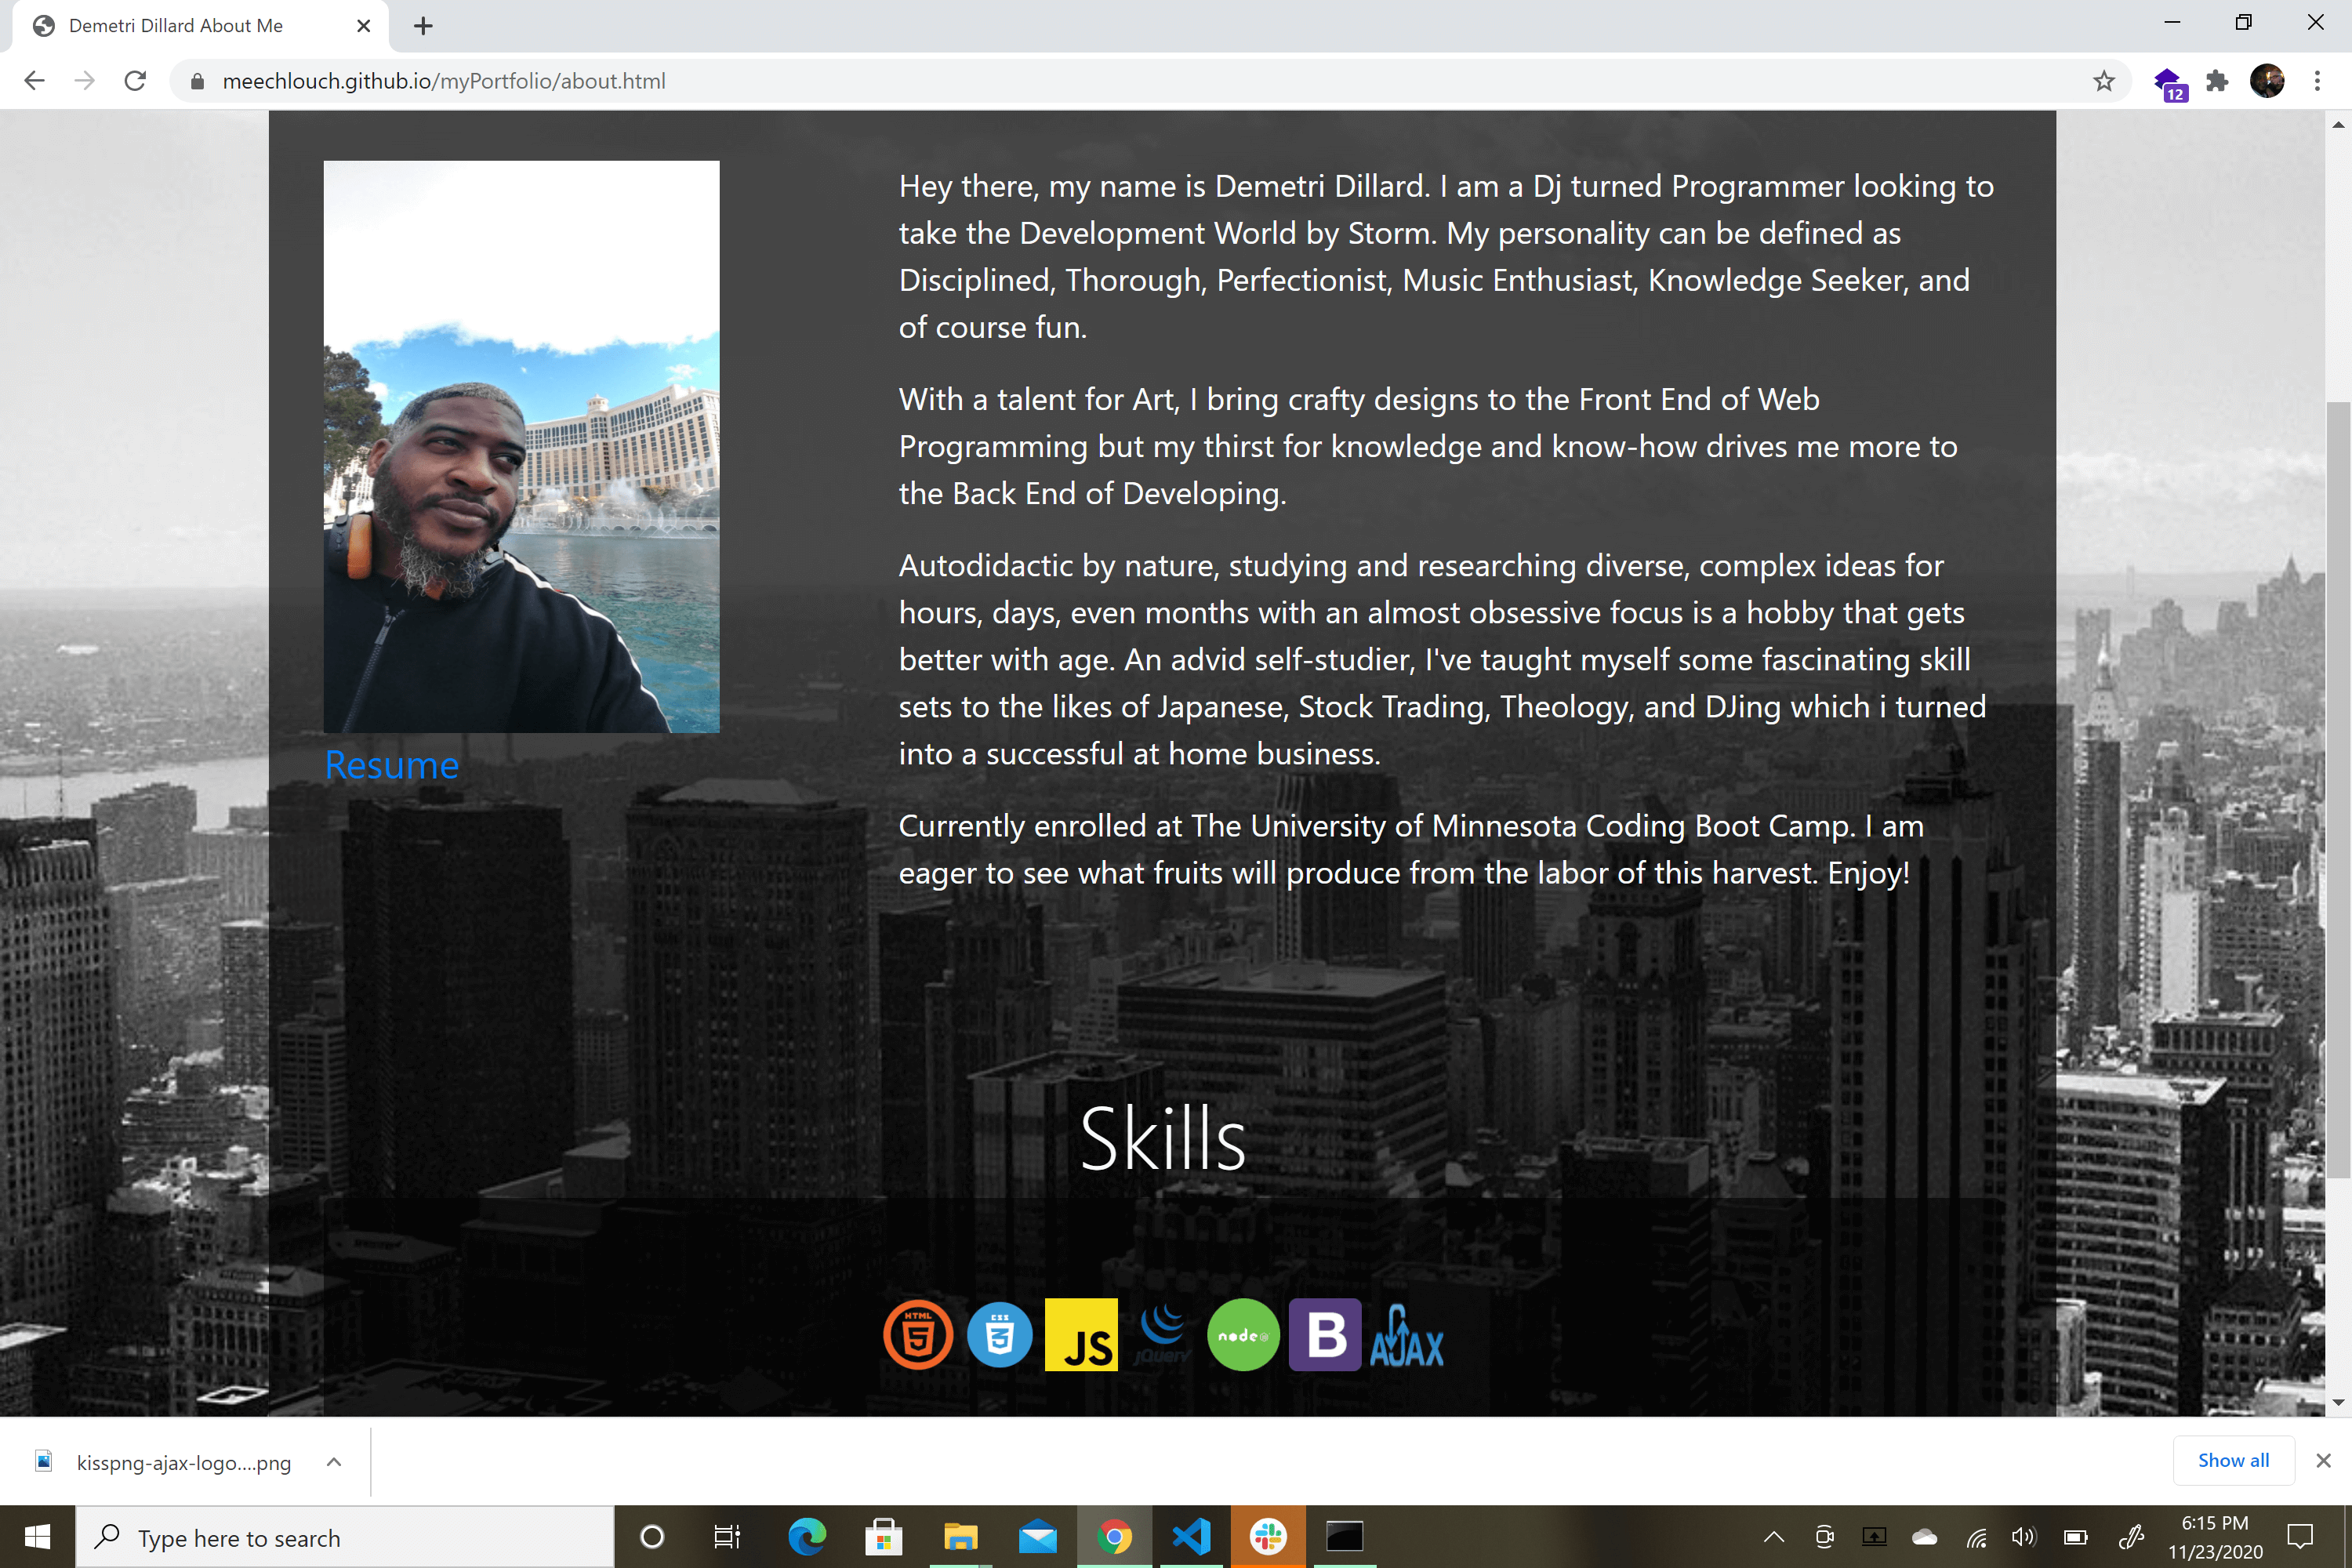 Demetri Dillard About Me
meechlouch.github.io/myPortfolio/about.html
12
Hey there, my name is Demetri Dillard. I am a Dj turned Programmer looking to
take the Development World by Storm. My personality can be defined as
Disciplined, Thorough, Perfectionist, Music Enthusiast, Knowledge Seeker, and
of course fun.
With a talent for Art, I bring crafty designs to the Front End of Web
Programming but my thirst for knowledge and know-how drives me more to
the Back End of Developing.
Autodidactic by nature, studying and researching diverse, complex ideas for
hours, days, even months with an almost obsessive focus is a hobby that gets
better with age. An advid self-studier, I've taught myself some fascinating skill
sets to the likes of Japanese, Stock Trading, Theology, and DJing which i turned
into a successful at home business.
Currently enrolled at The University of Minnesota Coding Boot Camp. I am
eager to see what fruits will produce from the labor of this harvest. Enjoy!
Resume
Skills
HTML 5 CSS 3 JS jQuery node B AJAX
kisspng-ajax-logo....png
Show all
Type here to search
6:15 PM
11/23/2020